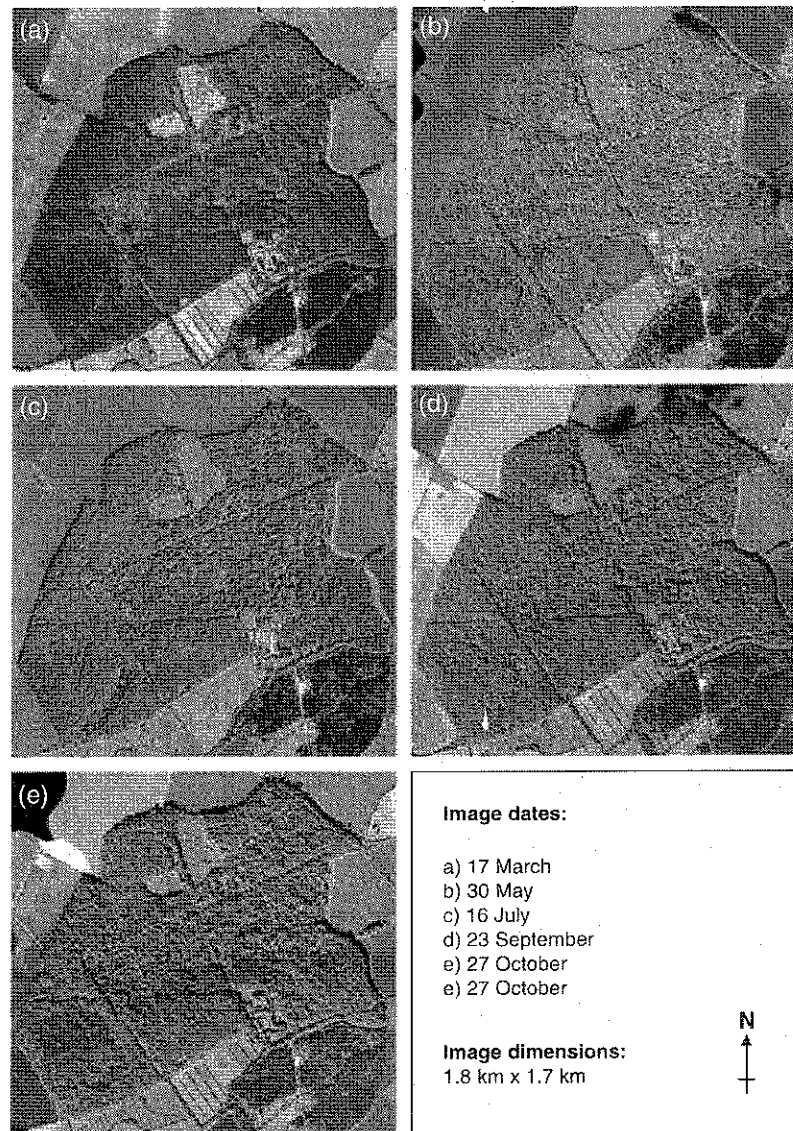 (a)
(b)
(c)
(d)
(e)
Image dates:
a) 17 March
b) 30 May
c) 16 July
d) 23 September
e) 27 October
e) 27 October
N
Image dimensions:
1.8 km x 1.7 km